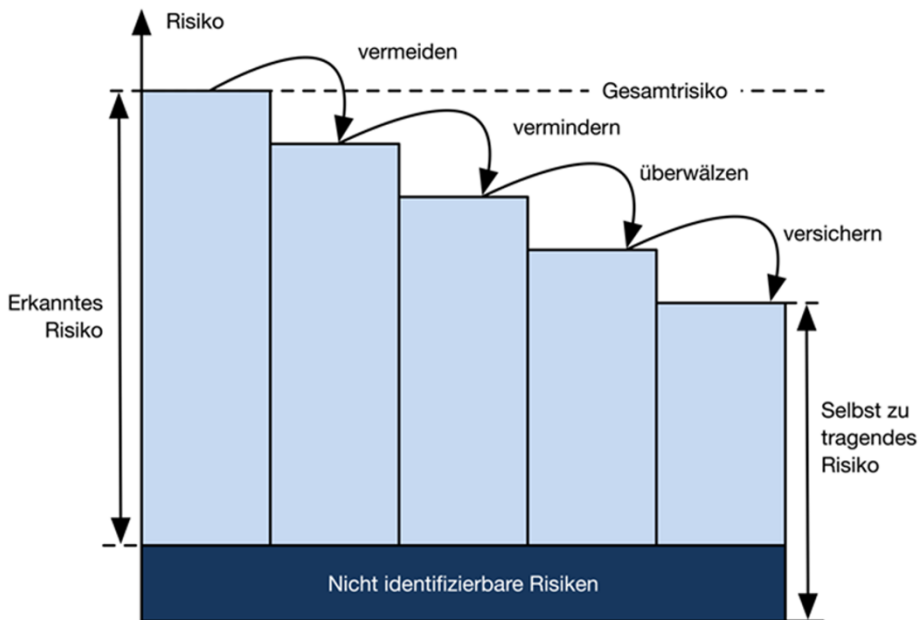 Risiko
vermeiden
Gesamtrisiko
vermindern
überwälzen
versichern
Erkanntes
Risiko
Selbst zu
tragendes
Risiko
Nicht identifizierbare Risiken